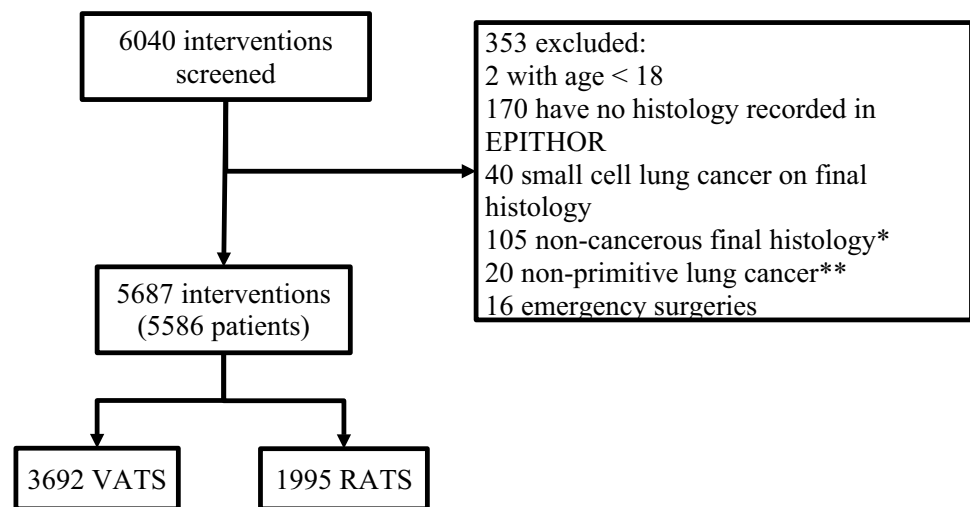 6040 interventions
screened
353 excluded:
2 with age < 18
170 have no histology recorded in
EPITHOR
40 small cell lung cancer on final
histology
105 non-cancerous final histology*
20 non-primitive lung cancer**
16 emergency surgeries
5687 interventions
(5586 patients)
3692 VATS
1995 RATS